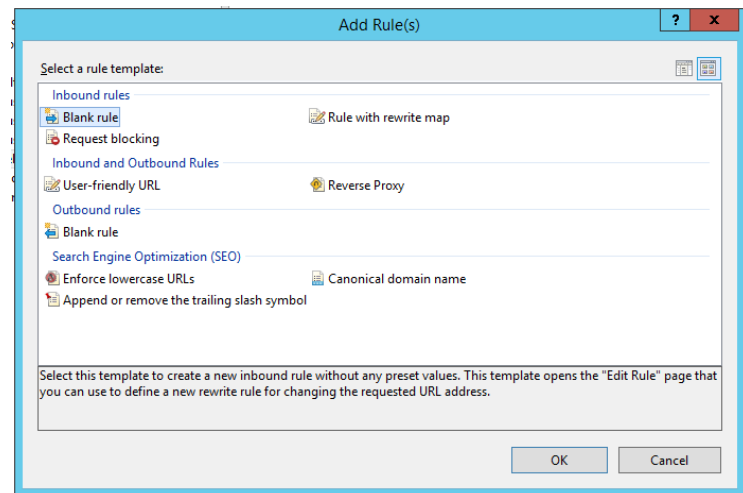 Add Rule(s)
?
x
Select a rule template:
Inbound rules
Blank rule
Rule with rewrite map
Request blocking
Inbound and Outbound Rules
User-friendly URL
Reverse Proxy
Outbound rules
Blank rule
Search Engine Optimization (SEO)
Enforce lowercase URLs
Canonical domain name
Append or remove the trailing slash symbol
Select this template to create a new inbound rule without any preset values. This template opens the "Edit Rule" page that
you can use to define a new rewrite rule for changing the requested URL address.
OK
Cancel